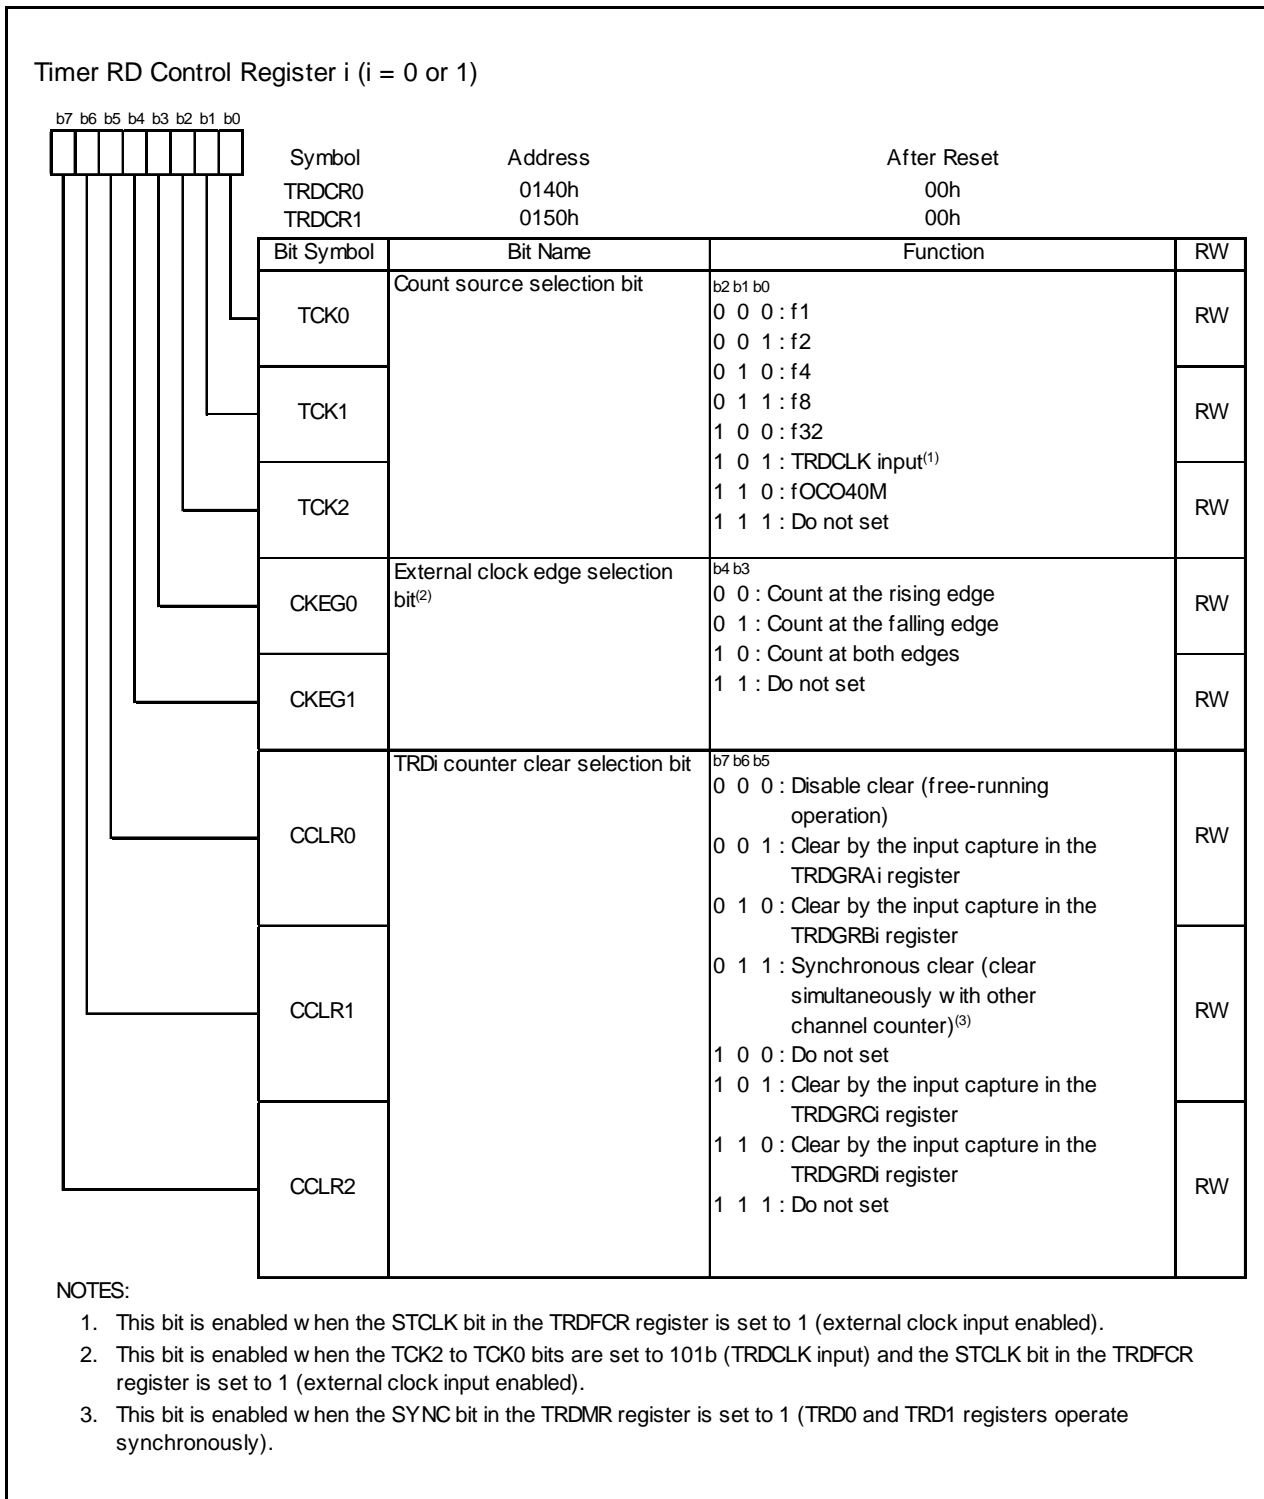 Timer RD Control Register i (i = 0 or 1)
b7 b6 b5 b4 b3 b2 b1 b0
Symbol Address After Reset
TRDCR0 0140h 00h
TRDCR1 0150h 00h
Bit Symbol Bit Name Function RW
TCK0 Count source selection bit b2 b1 b0 RW
0 0 0 : f1
0 0 1 : f2
0 1 0 : f4
TCK1 0 1 1 : f8 RW
1 0 0 : f32
1 0 1 : TRDCLK input(1)
TCK2 1 1 0 : fOCO40M RW
1 1 1 : Do not set
CKEG0 External clock edge selection b4 b3 RW
bit(2) 0 0 : Count at the rising edge
0 1 : Count at the falling edge
1 0 : Count at both edges
CKEG1 1 1 : Do not set RW
TRDi counter clear selection bit b7 b6 b5
0 0 0 : Disable clear (free-running
operation)
CCLR0 0 0 1 : Clear by the input capture in the RW
TRDGRAi register
0 1 0 : Clear by the input capture in the
TRDGRBi register
0 1 1 : Synchronous clear (clear
CCLR1 simultaneously with other RW
channel counter)(3)
1 0 0 : Do not set
1 0 1 : Clear by the input capture in the
TRDGRCi register
1 1 0 : Clear by the input capture in the
TRDGRDi register
CCLR2 1 1 1 : Do not set RW
NOTES:
1. This bit is enabled when the STCLK bit in the TRDFCR register is set to 1 (external clock input enabled).
2. This bit is enabled when the TCK2 to TCK0 bits are set to 101b (TRDCLK input) and the STCLK bit in the TRDFCR
register is set to 1 (external clock input enabled).
3. This bit is enabled when the SYNC bit in the TRDMR register is set to 1 (TRD0 and TRD1 registers operate
synchronously).